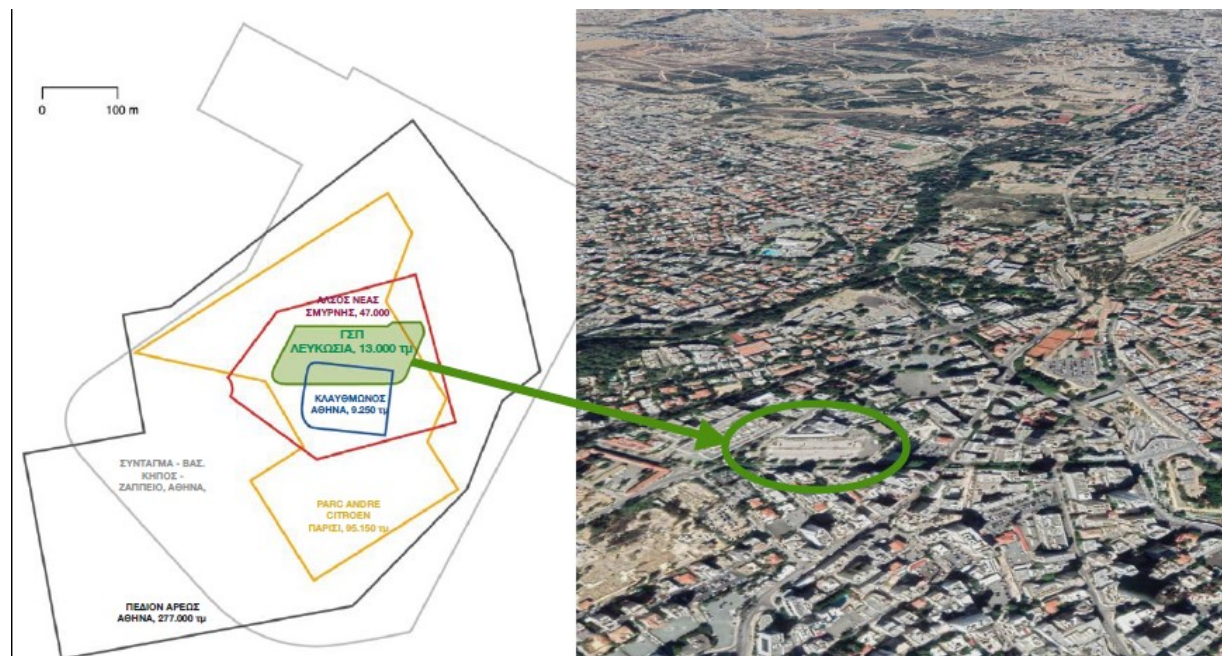 0
100 m
ΑΛΣΟΣ ΝΕΑΣ
ΣΜΥΡΝΗΣ, 47.000
ΓΣΠ
ΛΕΥΚΩΣΙΑ, 13.000 τμ
ΚΛΑΥΘΜΩΝΟΣ
ΑΘΗΝΑ, 9.250 τμ
ΣΥΝΤΑΓΜΑ - ΒΑΣ.
ΚΗΠΟΣ -
ΖΑΠΠΕΙΟ, ΑΘΗΝΑ,
PARC ANDRE
CITROEN
ΠΑΡΙΣΙ, 95.150 τμ
ΠΕΔΙΟΝ ΑΡΕΩΣ
ΑΘΗΝΑ, 277.000 τμ